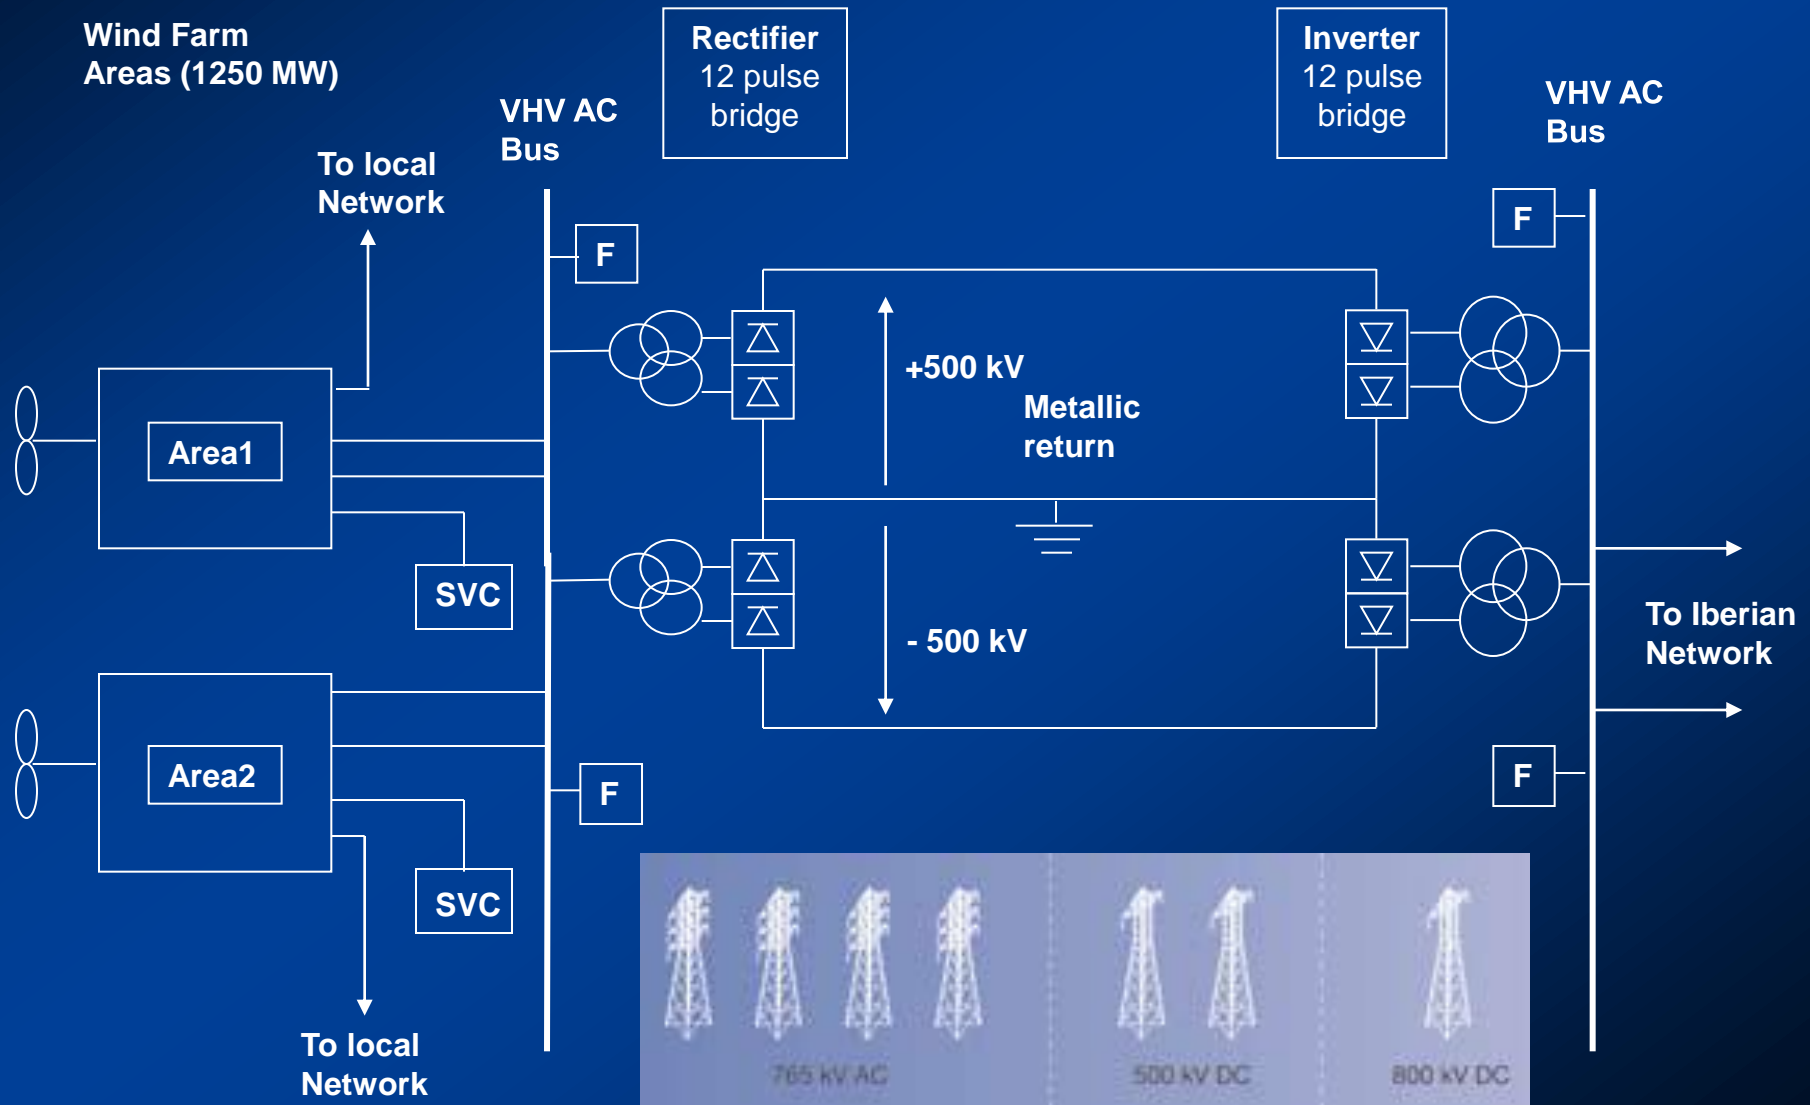 Wind Farm
Areas (1250 MW)
Rectifier
12 pulse
bridge
Inverter
12 pulse
bridge
VHV AC
Bus
VHV AC
Bus
To local
Network
F
F
+500 kV
Metallic
return
Area1
SVC
- 500 kV
To Iberian
Network
Area2
F
F
SVC
To local
Network
765 kV AC
500 kV DC
800 kV DC